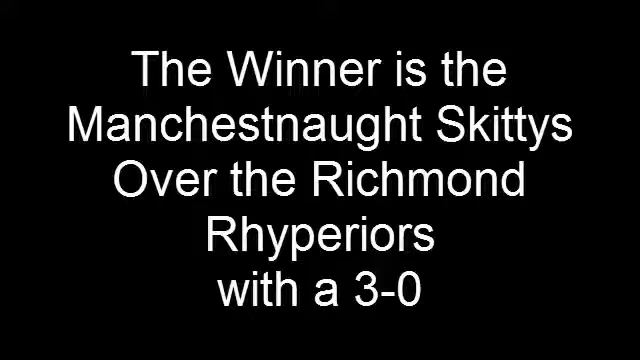 The Winner is the
Manchestnaught Skittys
Over the Richmond
Rhyperiors
with a 3-0